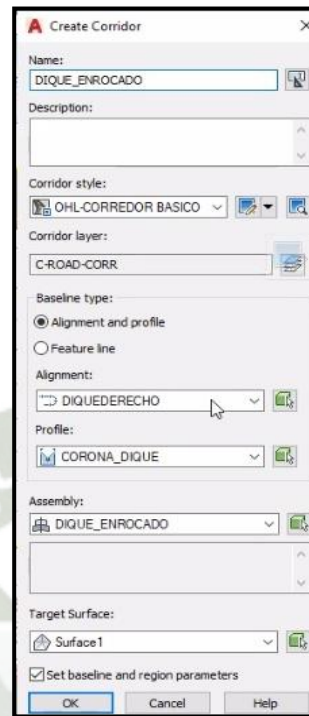 Create Corridor
Name:
DIQUE_ENROCADO
Description:
Corridor style:
OHL-CORREDOR BASICO
Corridor layer:
C-ROAD-CORR
Baseline type:
Alignment and profile
Feature line
Alignment:
DIQUEDERECHO
Profile:
CORONA_DIQUE
Assembly:
DIQUE_ENROCADO
Target Surface:
Surface1
Set baseline and region parameters
OK Cancel Help